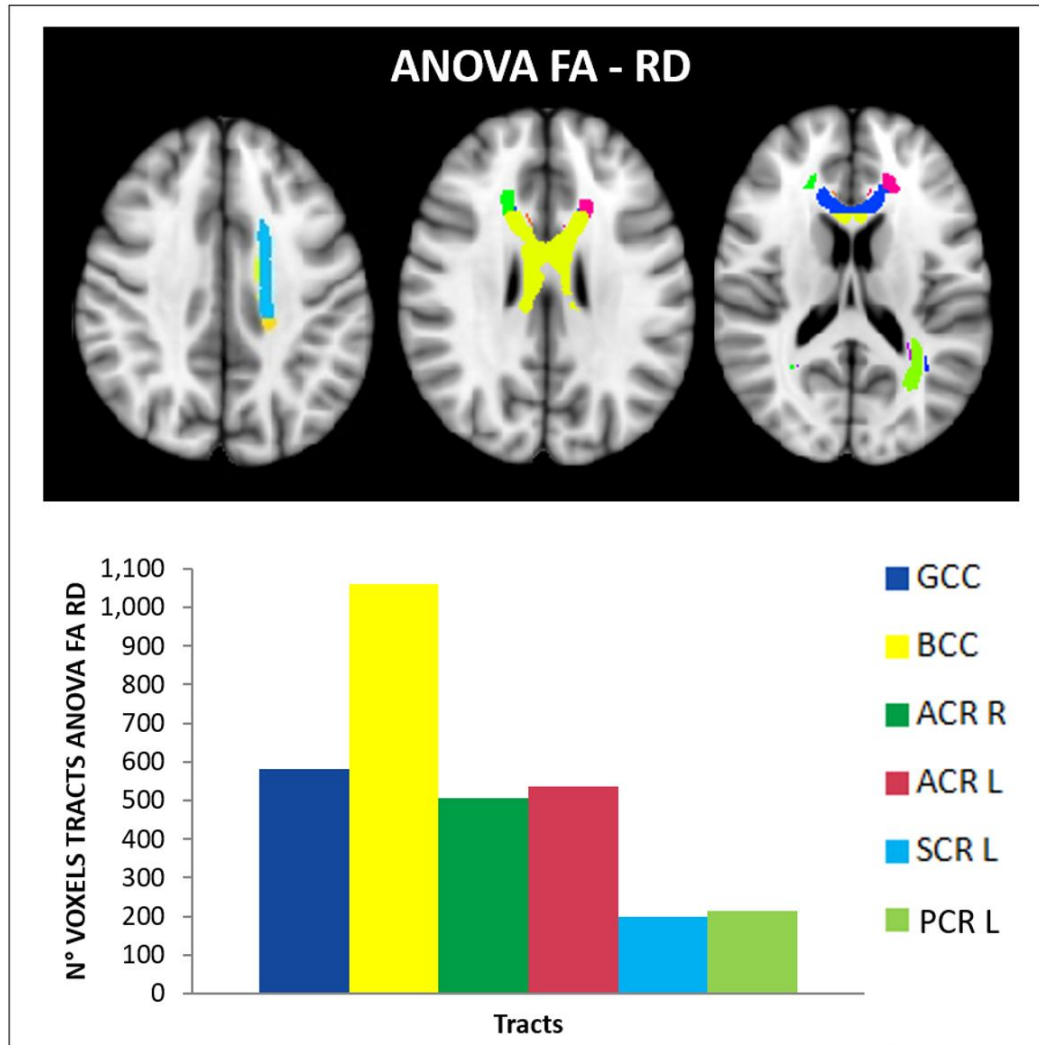 ANOVA FA - RD
N° VOXELS TRACTS ANOVA FA RD
1,100
1,000
900
800
700
600
500
400
300
200
100
0
Tracts
GCC
BCC
ACR R
ACR L
SCR L
PCR L